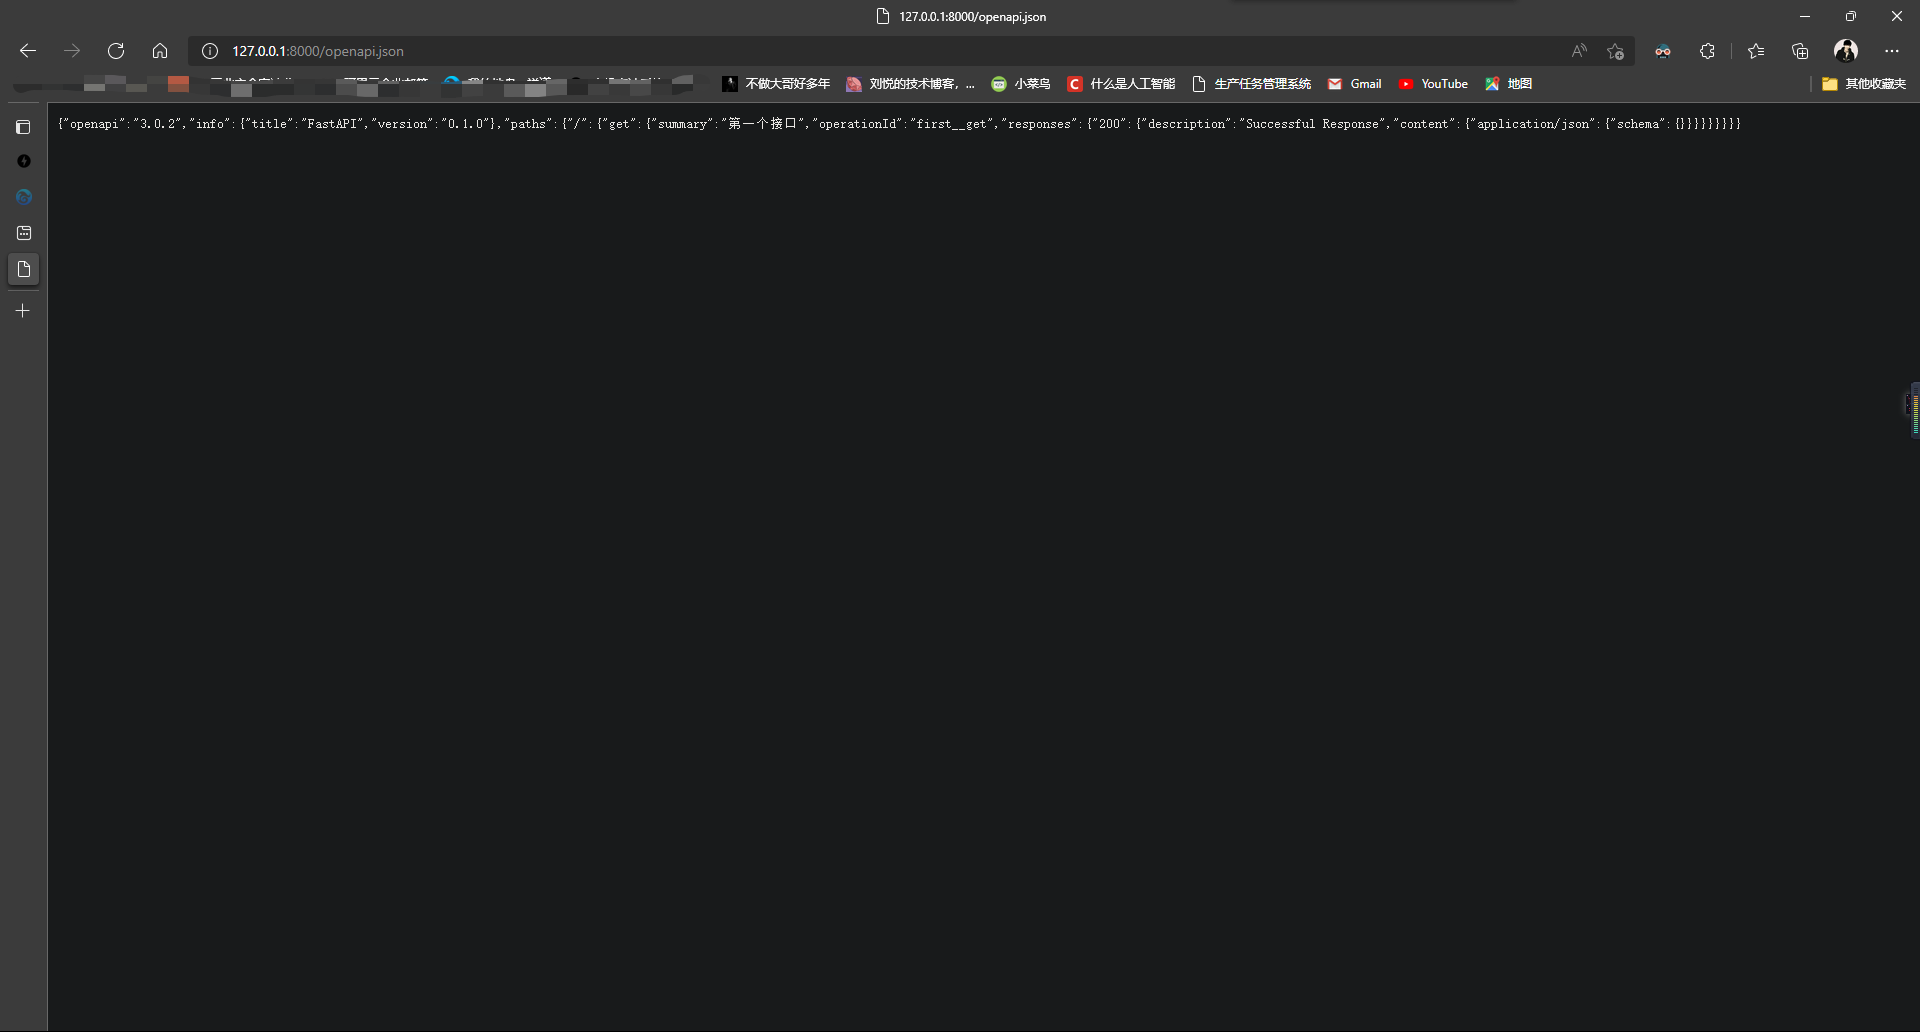 127.0.0.1:8000/openapi.json
127.0.0.1:8000/openapi.json
不做大哥好多年 刘悦的技术博客，... 小菜鸟 什么是人工智能 生产任务管理系统 Gmail YouTube 地图 其他收藏夹
{"openapi":"3.0.2","info":{"title":"FastAPI","version":"0.1.0"},"paths":{"/":{"get":{"summary":"第一个接口","operationId":"first__get","responses":{"200":{"description":"Successful Response","content":{"application/json":{"schema":{}}}}}}}}}